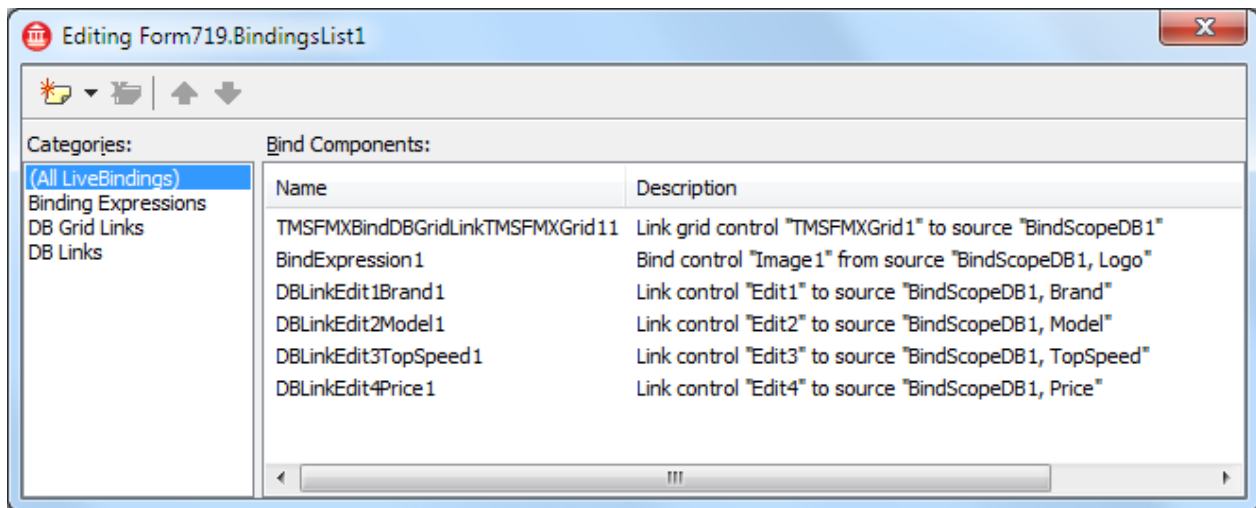 Editing Form719.BindingsList1
Categories:
(All LiveBindings)
Binding Expressions
DB Grid Links
DB Links
Bind Components:
Name Description
TMSFMXBindDBGridLinkTMSFMXGrid11 Link grid control "TMSFMXGrid1" to source "BindScopeDB1"
BindExpression1 Bind control "Image1" from source "BindScopeDB1, Logo"
DBLinkEdit1Brand1 Link control "Edit1" to source "BindScopeDB1, Brand"
DBLinkEdit2Model1 Link control "Edit2" to source "BindScopeDB1, Model"
DBLinkEdit3TopSpeed1 Link control "Edit3" to source "BindScopeDB1, TopSpeed"
DBLinkEdit4Price1 Link control "Edit4" to source "BindScopeDB1, Price"